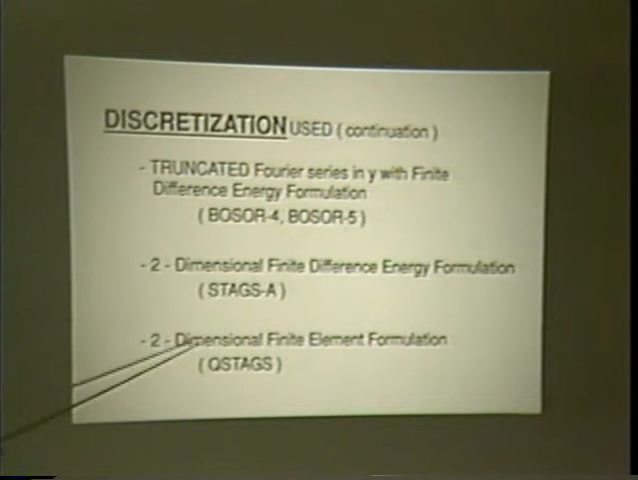 DISCRETIZATION USED ( continuation )
- TRUNCATED Fourier series in y with Finite
Difference Energy Formulation
( BOSOR-4, BOSOR-5 )
- 2 - Dimensional Finite Difference Energy Formulation
( STAGS-A )
- 2 - Dimensional Finite Element Formulation
( QSTAGS )